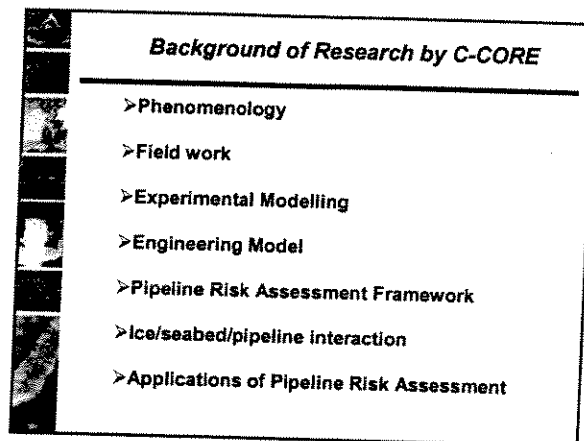 Background of Research by C-CORE
➢Phenomenology
➢Field work
➢Experimental Modelling
➢Engineering Model
➢Pipeline Risk Assessment Framework
➢Ice/seabed/pipeline interaction
➢Applications of Pipeline Risk Assessment